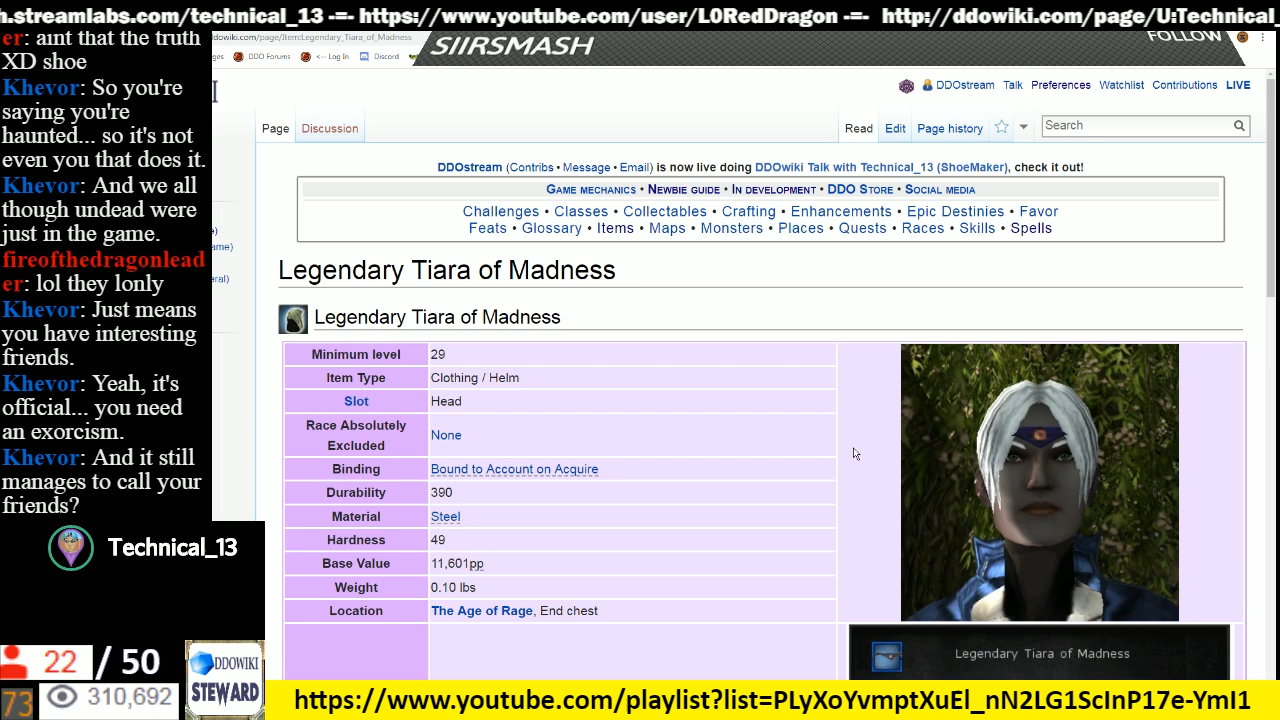 h.streamlabs.com/technical_13 -=- https://www.youtube.com/user/L0RedDragon -=- http://ddowiki.com/page/U:Technical_
er: aint that the truth
XD shoe
Khevor: So you're
saying you're
haunted... so it's not
even you that does it.
Khevor: And we all
though undead were
just in the game.
fireofthedragonlead
er: lol they lonly
Khevor: Just means
you have interesting
friends.
Khevor: Yeah, it's
official... you need
an exorcism.
Khevor: And it still
manages to call your
friends?
Technical_13
22 / 50
73 310,692
DDOWIKI
STEWARD
dowiki.com/page/Item:Legendary_Tiara_of_Madness
ges DDO Forums <-- Log In Discord
SIIRSMASH
FOLLOW
DDOstream Talk Preferences Watchlist Contributions LIVE
Page Discussion Read Edit Page history Search
DDOstream (Contribs • Message • Email) is now live doing DDOwiki Talk with Technical_13 (ShoeMaker), check it out!
Game mechanics • Newbie guide • In development • DDO Store • Social media
Challenges • Classes • Collectables • Crafting • Enhancements • Epic Destinies • Favor
Feats • Glossary • Items • Maps • Monsters • Places • Quests • Races • Skills • Spells
Legendary Tiara of Madness
Legendary Tiara of Madness
Minimum level 29
Item Type Clothing / Helm
Slot Head
Race Absolutely
Excluded None
Binding Bound to Account on Acquire
Durability 390
Material Steel
Hardness 49
Base Value 11,601pp
Weight 0.10 lbs
Location The Age of Rage, End chest
Legendary Tiara of Madness
https://www.youtube.com/playlist?list=PLyXoYvmptXuEl_nN2LG1ScInP17e-YmI1